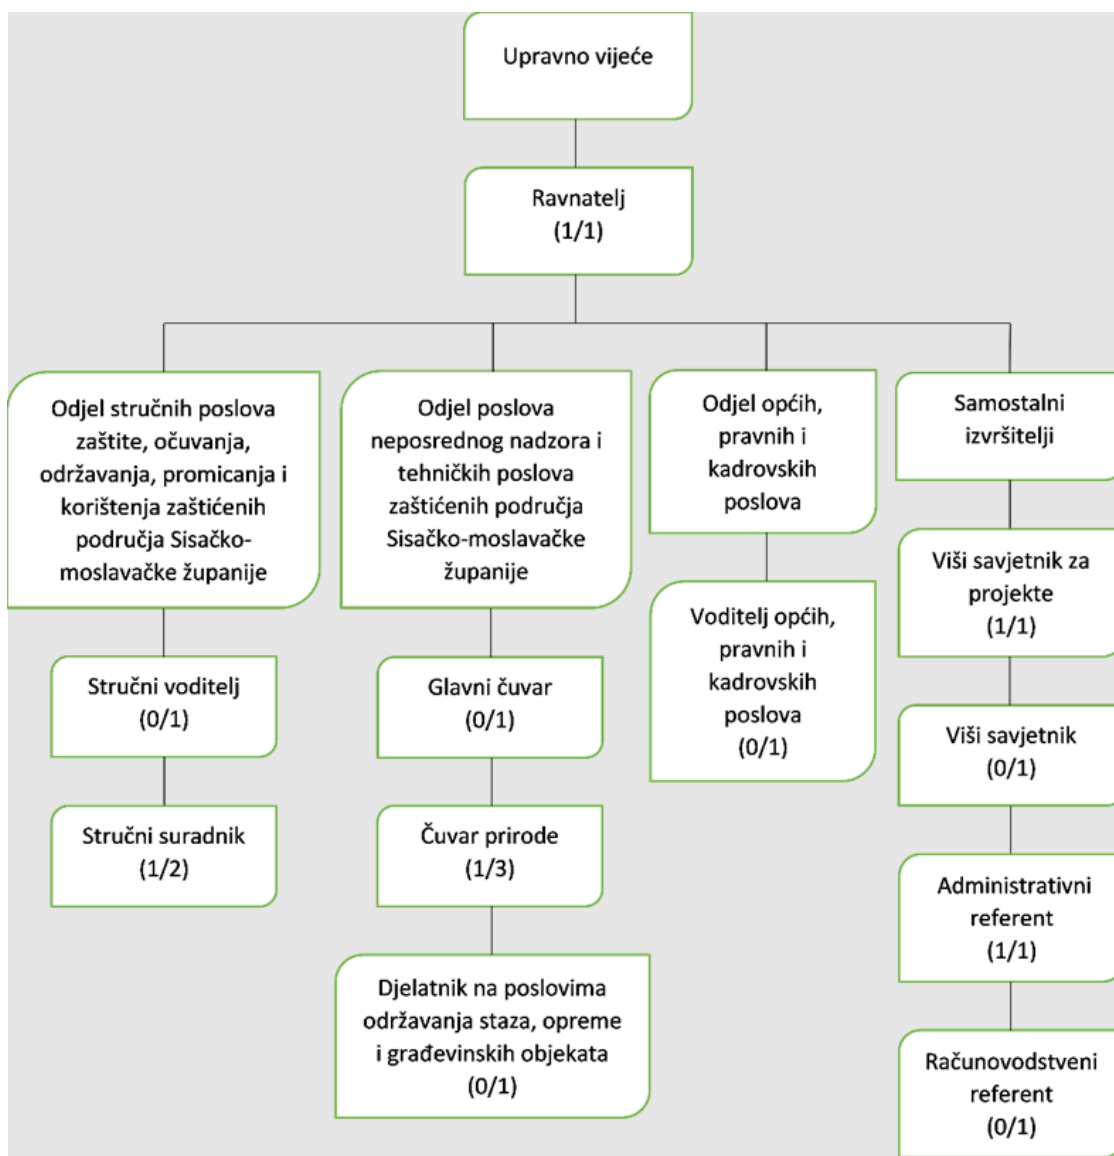 Upravno vijeće
Ravnatelj
(1/1)
Odjel stručnih poslova
zaštite, očuvanja,
održavanja, promicanja i
korištenja zaštićenih
područja Sisačko-
moslavačke županije
Stručni voditelj
(0/1)
Stručni suradnik
(1/2)
Odjel poslova
neposrednog nadzora i
tehničkih poslova
zaštićenih područja
Sisačko-moslavačke
županije
Glavni čuvar
(0/1)
Čuvar prirode
(1/3)
Djelatnik na poslovima
održavanja staza, opreme
i građevinskih objekata
(0/1)
Odjel općih,
pravnih i
kadrovskih
poslova
Voditelj općih,
pravnih i
kadrovskih
poslova
(0/1)
Samostalni
izvršitelji
Viši savjetnik za
projekte
(1/1)
Viši savjetnik
(0/1)
Administrativni
referent
(1/1)
Računovodstveni
referent
(0/1)